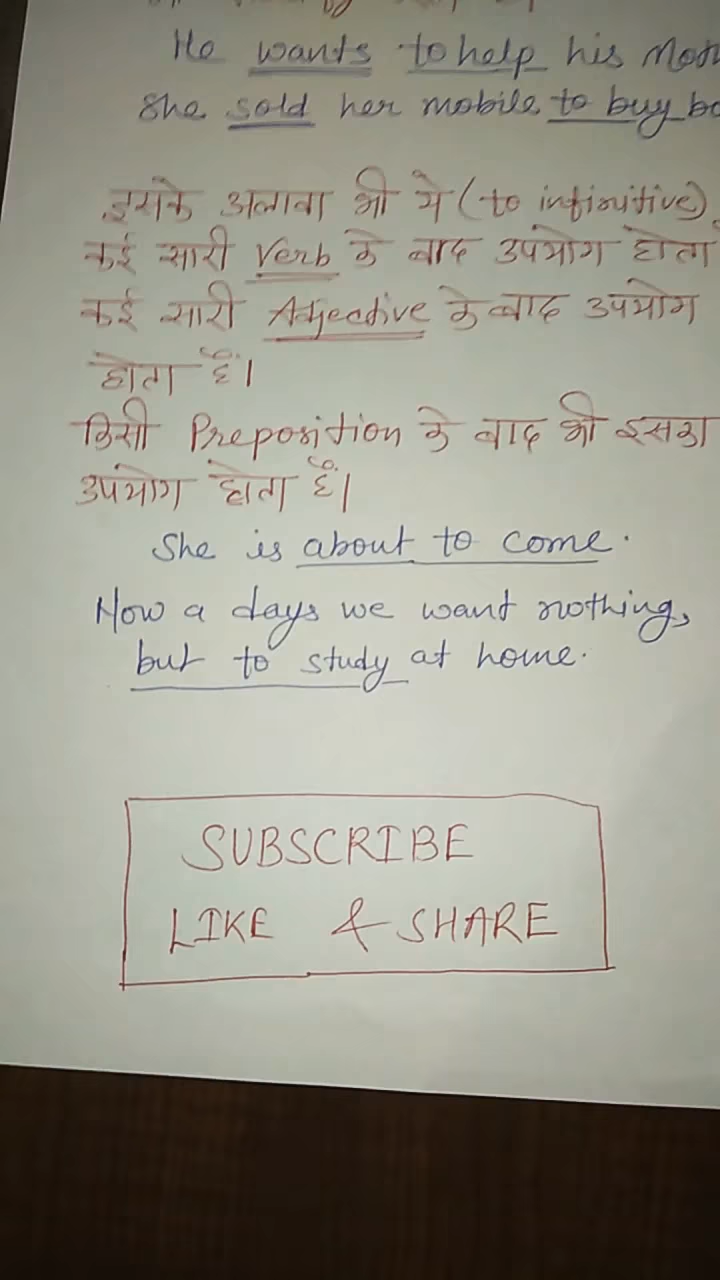 He wants to help his
She sold her mobile to buy
इसके अलावा भी ये (to infinitive)
कई सारी Verb के बाद उपयोग होता
कई सारी Adjective के बाद उपयोग
होता हैं।
किसी Preposition के बाद भी इसका
उपयोग होता हैं।
She is about to come.
Now a days we want nothing,
but to study at home.
SUBSCRIBE
LIKE & SHARE